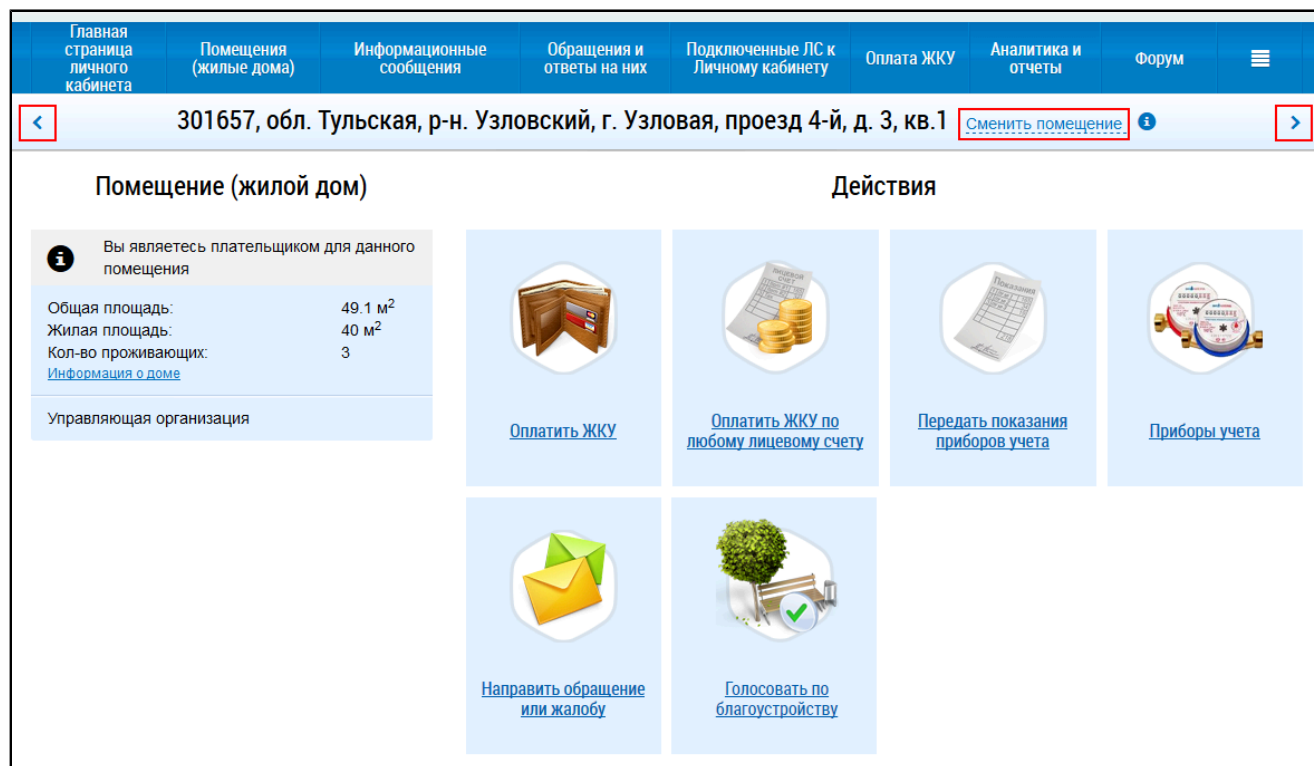 Главная
страница
личного
кабинета
Помещения
(жилые дома)
Информационные
сообщения
Обращения и
ответы на них
Подключенные ЛС к
Личному кабинету
Оплата ЖКУ
Аналитика и
отчеты
Форум
301657, обл. Тульская, р-н. Узловский, г. Узловая, проезд 4-й, д. 3, кв.1 Сменить помещение
Помещение (жилой дом)
Действия
Вы являетесь плательщиком для данного
помещения
Общая площадь: 49.1 м²
Жилая площадь: 40 м²
Кол-во проживающих: 3
Информация о доме
Управляющая организация
Оплатить ЖКУ
Оплатить ЖКУ по
любому лицевому счету
Передать показания
приборов учета
Приборы учета
Направить обращение
или жалобу
Голосовать по
благоустройству